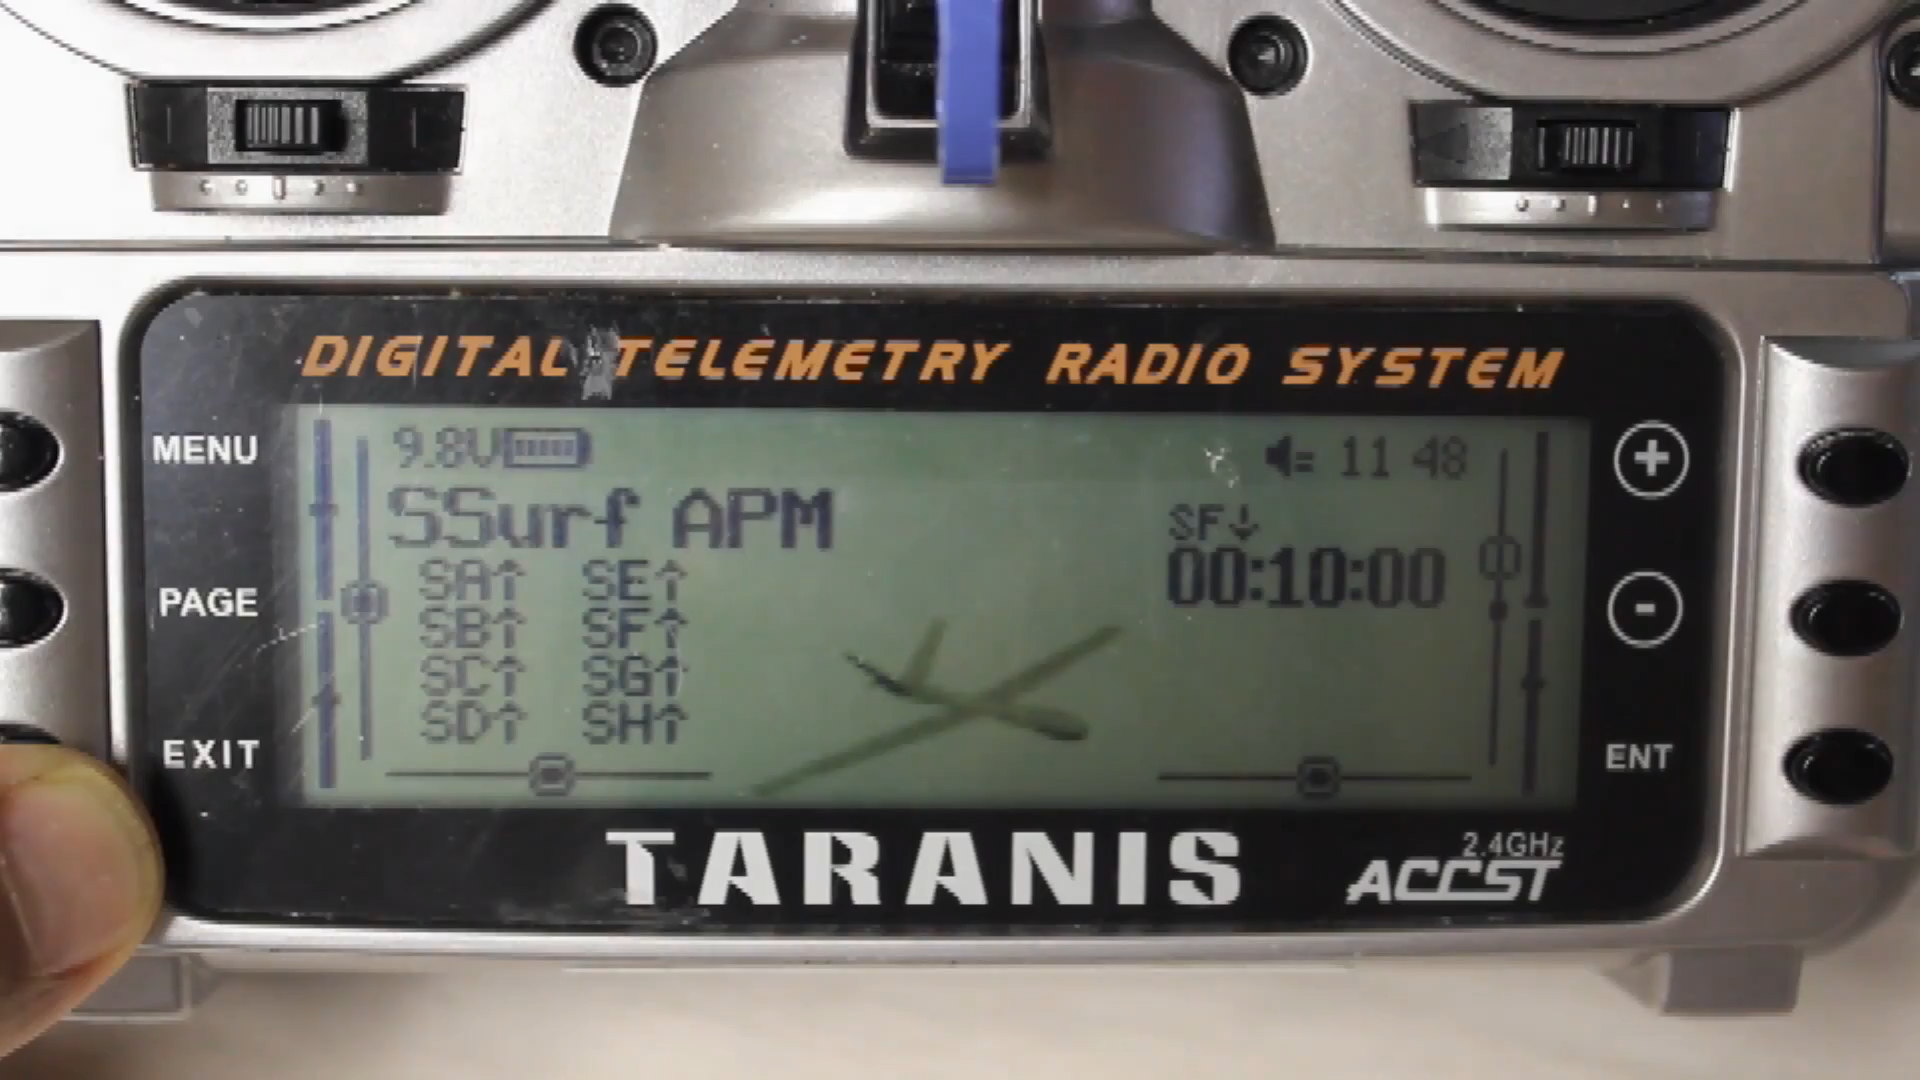 DIGITAL TELEMETRY RADIO SYSTEM
MENU
PAGE
EXIT
9.8V
11 48
SSurf APM
SF↓
00:10:00
SA↑ SE↑
SB↑ SF↑
SC↑ SG↑
SD↑ SH↑
+
-
ENT
TARANIS
2.4GHz
ACCST